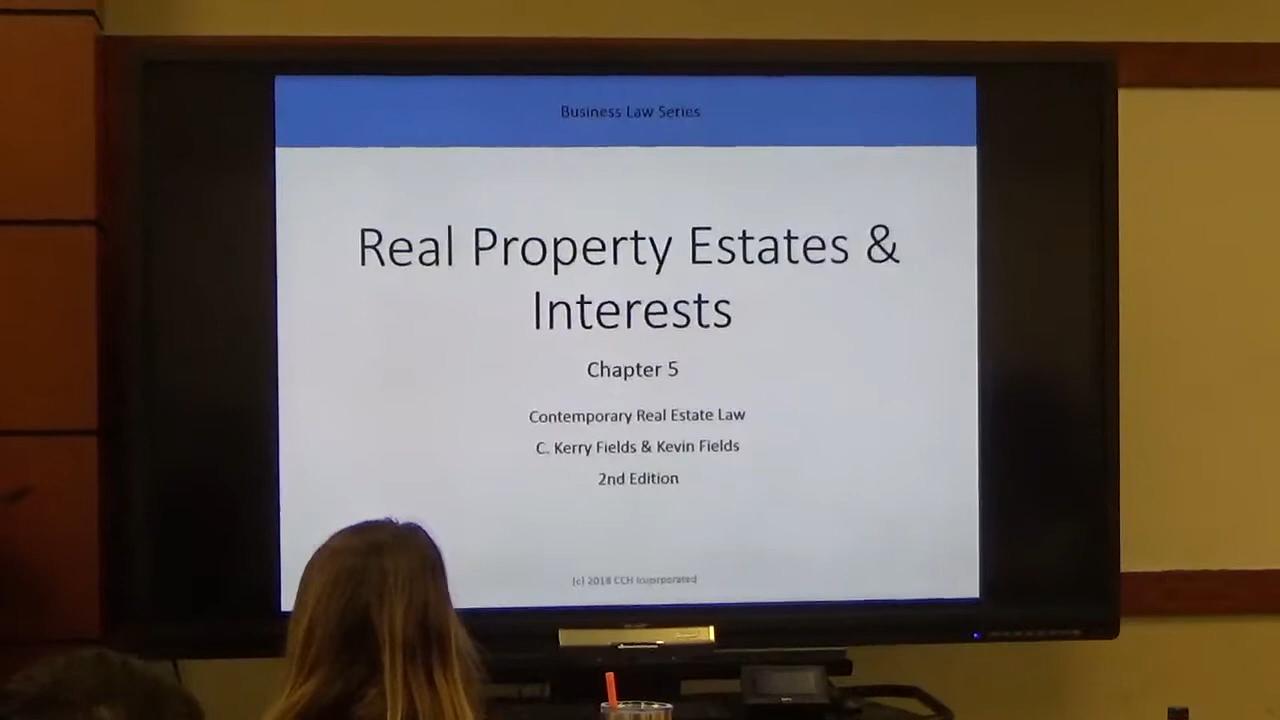 Business Law Series
Real Property Estates &
Interests
Chapter 5
Contemporary Real Estate Law
C. Kerry Fields & Kevin Fields
2nd Edition
(c) 2018 CCH Incorporated